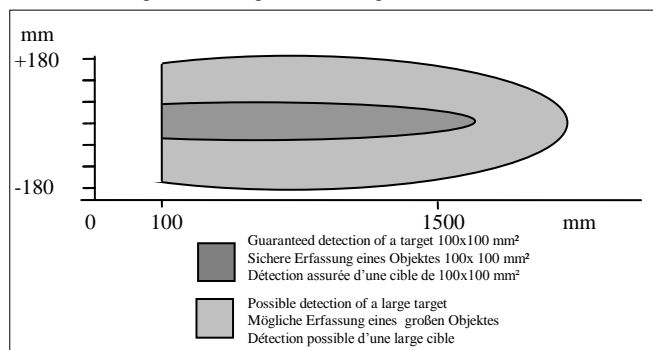 mm
+180
-180
0 100 1500 mm
Guaranteed detection of a target 100x100 mm²
Sichere Erfassung eines Objektes 100x 100 mm²
Détection assurée d'une cible de 100x100 mm²
Possible detection of a large target
Mögliche Erfassung eines großen Objektes
Détection possible d'une large cible